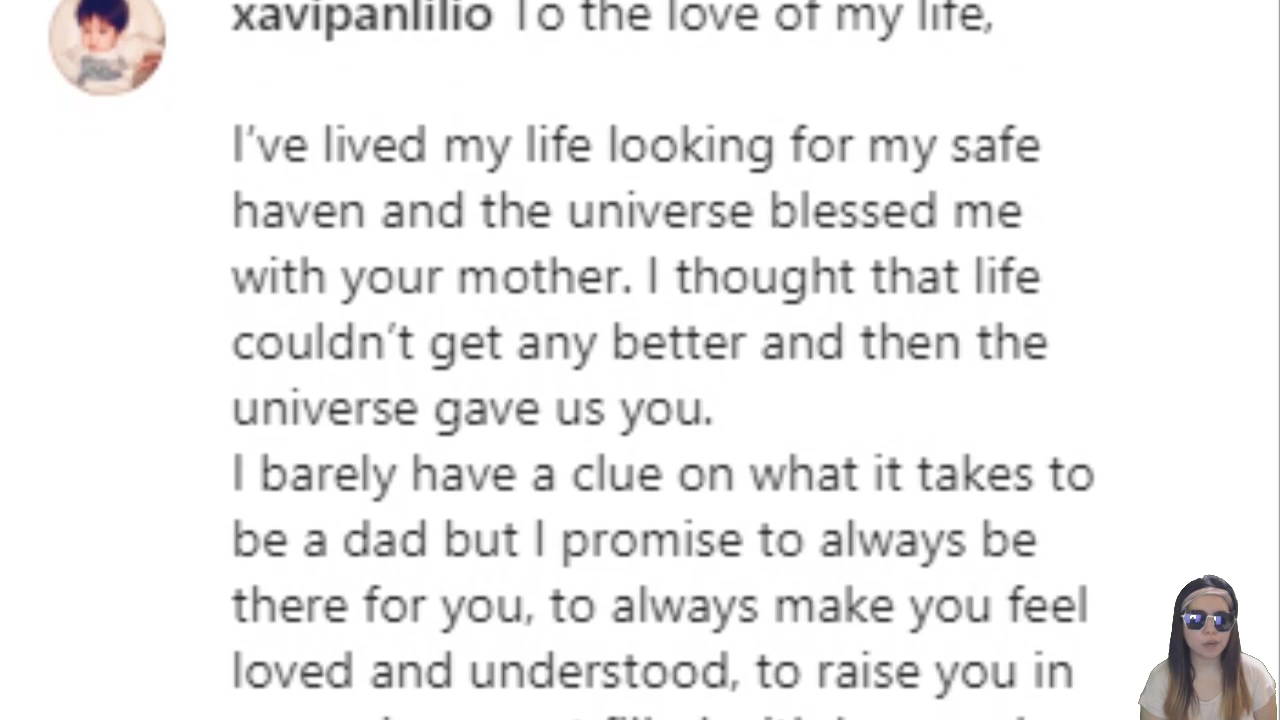 xavipanlilio To the love of my life,
I've lived my life looking for my safe
haven and the universe blessed me
with your mother. I thought that life
couldn't get any better and then the
universe gave us you.
I barely have a clue on what it takes to
be a dad but I promise to always be
there for you, to always make you feel
loved and understood, to raise you in